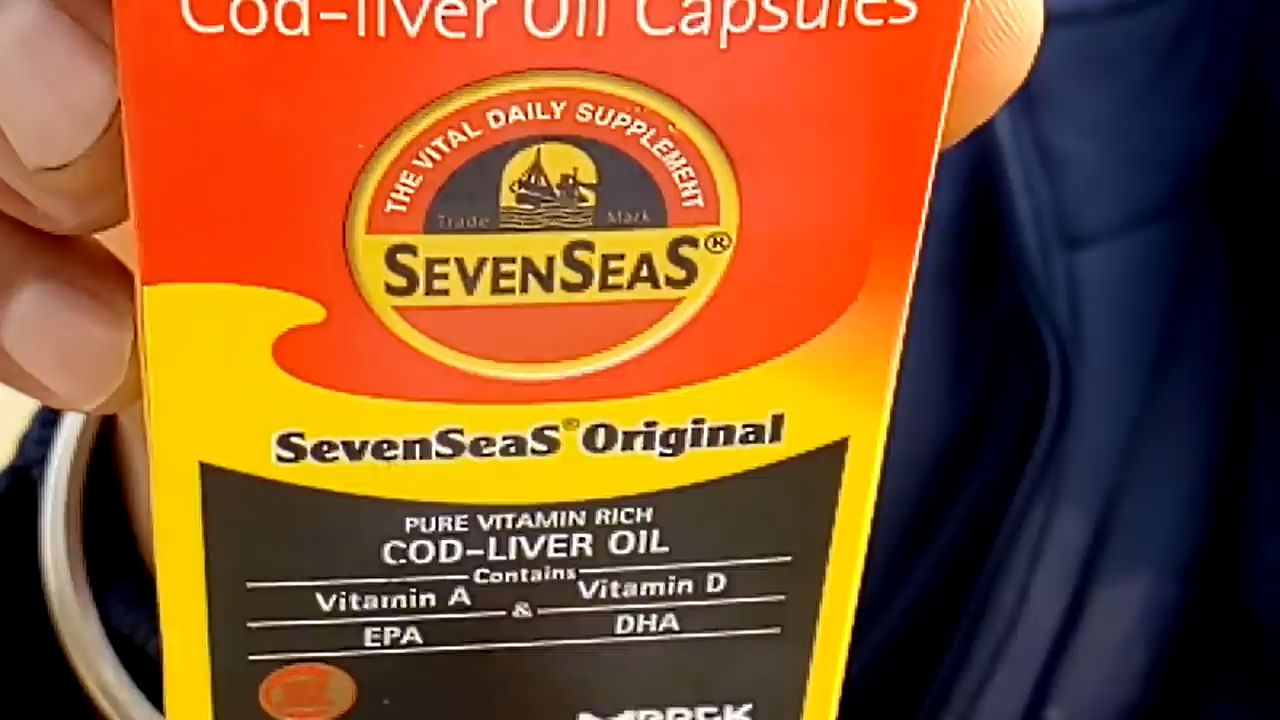 Cod-liver Oil Capsules
THE VITAL DAILY SUPPLEMENT
Trade Mark
SEVENSEAS®
SevenSeaS® Original
PURE VITAMIN RICH
COD-LIVER OIL
Contains
Vitamin A & Vitamin D
EPA DHA